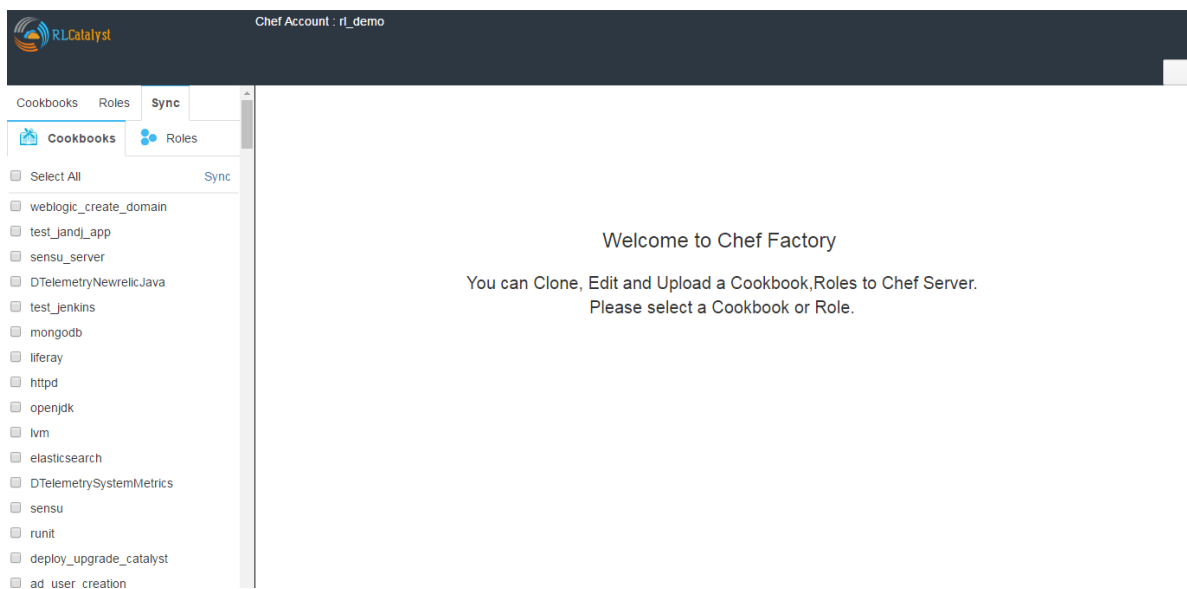 RLCatalyst
Chef Account : rl_demo
Cookbooks Roles Sync
Cookbooks Roles
Select All Sync
weblogic_create_domain
test_jandj_app
sensu_server
DTelemetryNewrelicJava
test_jenkins
mongodb
liferay
httpd
openjdk
lvm
elasticsearch
DTelemetrySystemMetrics
sensu
runit
deploy_upgrade_catalyst
ad_user_creation
Welcome to Chef Factory
You can Clone, Edit and Upload a Cookbook,Roles to Chef Server.
Please select a Cookbook or Role.